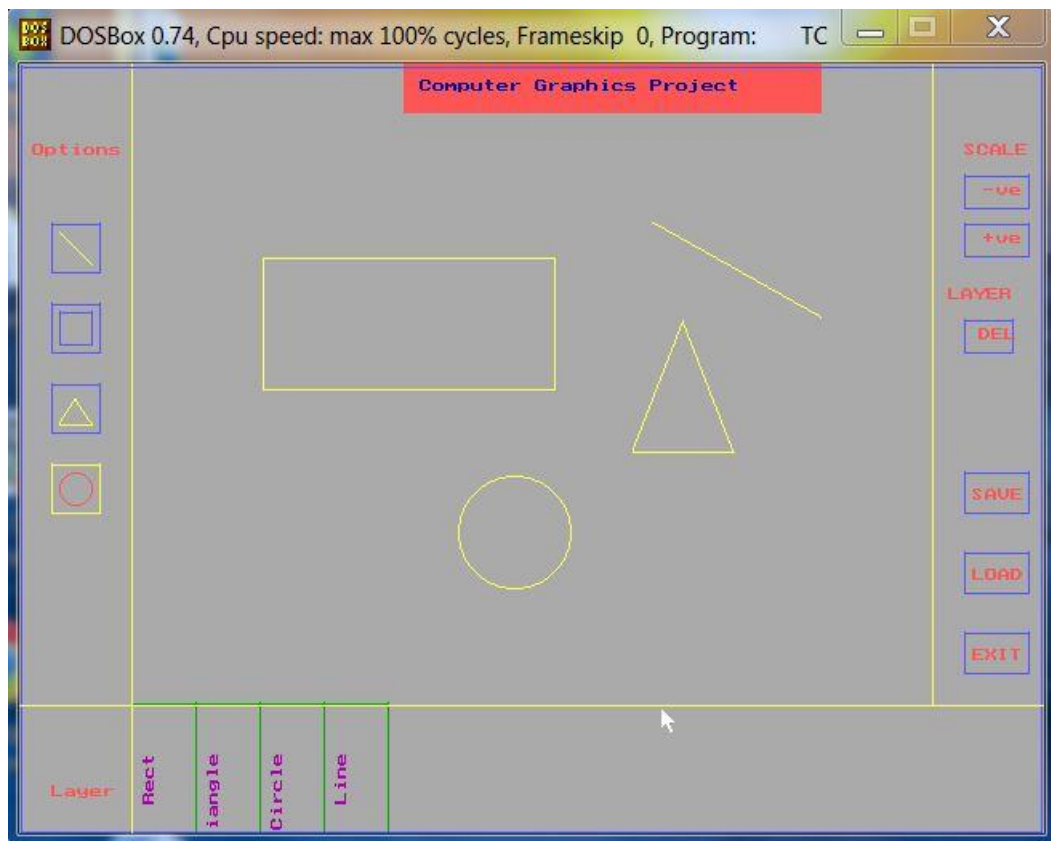 DOSBox 0.74, Cpu speed: max 100% cycles, Frameskip 0, Program: TC
Computer Graphics Project
Options
SCALE
-ve
+ve
LAYER
DEL
SAVE
LOAD
EXIT
Layer
Rect
iangle
Circle
Line